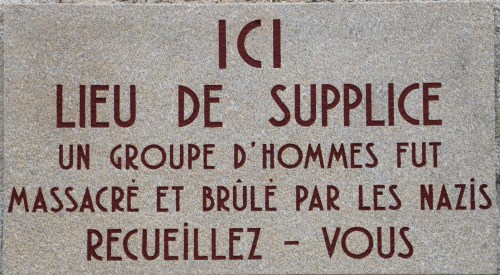 ICI
LIEU DE SUPPLICE
UN GROUPE D'HOMMES FUT
MASSACRÉ ET BRÛLÉ PAR LES NAZIS
RECUEILLEZ - VOUS